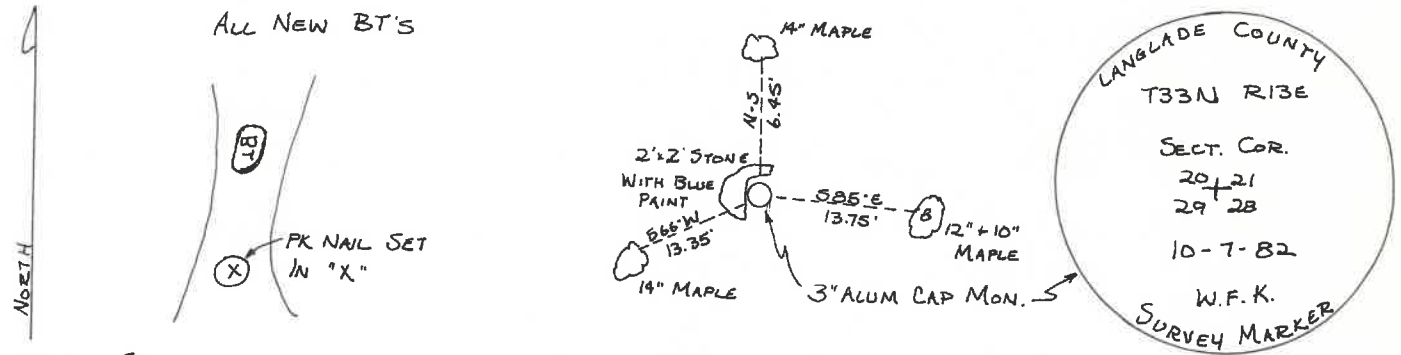 ALL NEW BT'S
NORTH
BT
X
PK NAIL SET
IN "X"
14" MAPLE
N-S
6.45'
2'x2' STONE
WITH BLUE
PAINT
S66°W
13.35'
14" MAPLE
S85°E
13.75'
B
12" + 10"
MAPLE
3" ALUM CAP MON.
LANGLADE COUNTY
T33N R13E
SECT. COR.
20 21
29 28
10-7-82
W.F.K.
SURVEY MARKER